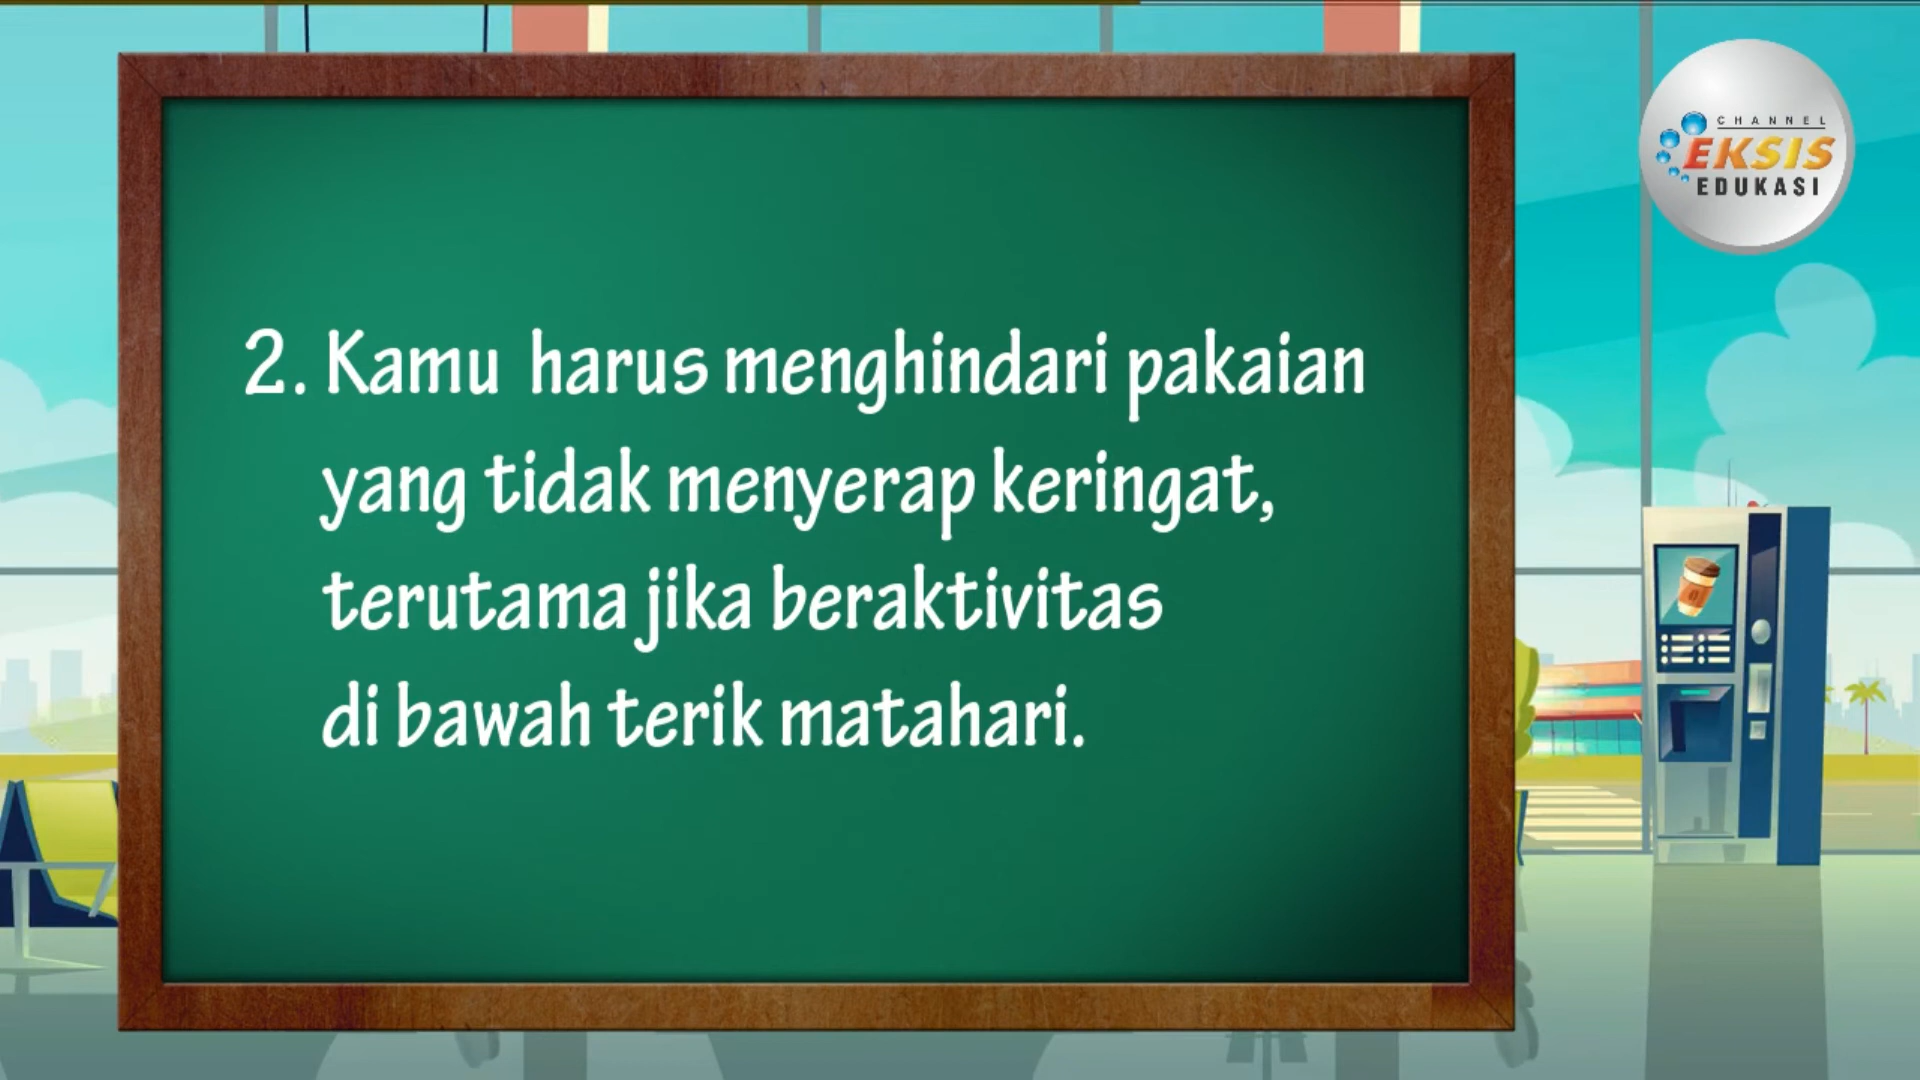 CHANNEL
EKSIS
EDUKASI
2. Kamu harus menghindari pakaian
yang tidak menyerap keringat,
terutama jika beraktivitas
di bawah terik matahari.